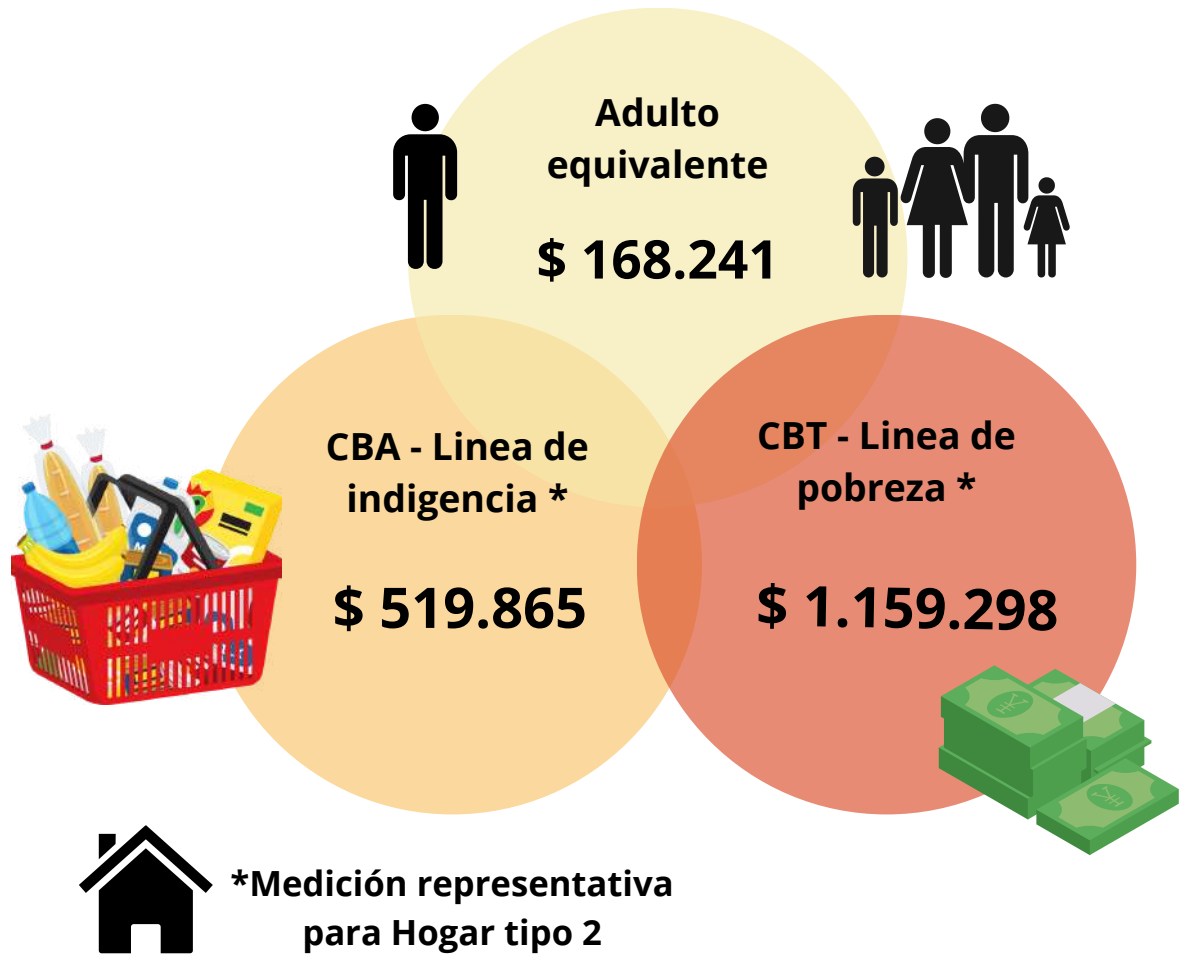 Adulto
equivalente
$ 168.241
CBA - Linea de
indigencia *
$ 519.865
CBT - Linea de
pobreza *
$ 1.159.298
*Medición representativa
para Hogar tipo 2